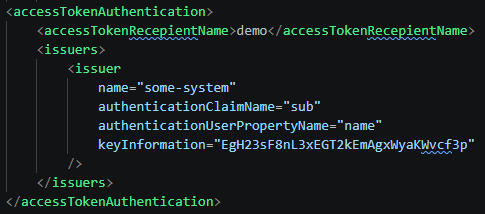 <accessTokenAuthentication>
    <accessTokenRecepientName>demo</accessTokenRecepientName>
    <issuers>
        <issuer
            name="some-system"
            authenticationClaimName="sub"
            authenticationUserPropertyName="name"
            keyInformation="EgH23sF8nL3xEGT2kEmAgxWyaKWvcf3p"
        />
    </issuers>
</accessTokenAuthentication>